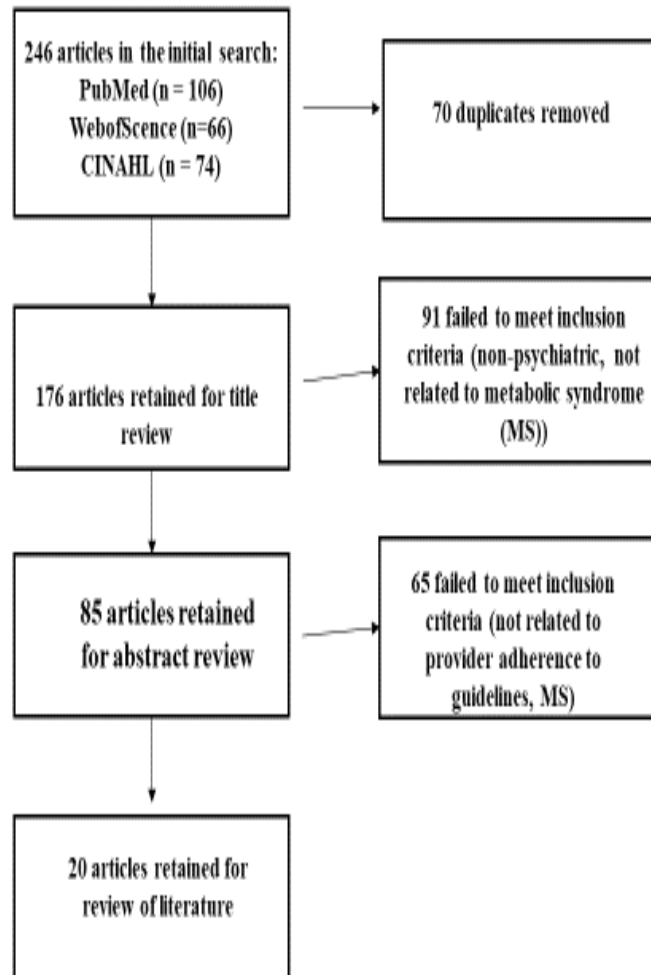 246 articles in the initial search:
PubMed (n = 106)
WebofScence (n=66)
CINAHL (n = 74)
70 duplicates removed
176 articles retained for title
review
91 failed to meet inclusion
criteria (non-psychiatric, not
related to metabolic syndrome
(MS))
85 articles retained
for abstract review
65 failed to meet inclusion
criteria (not related to
provider adherence to
guidelines, MS)
20 articles retained for
review of literature